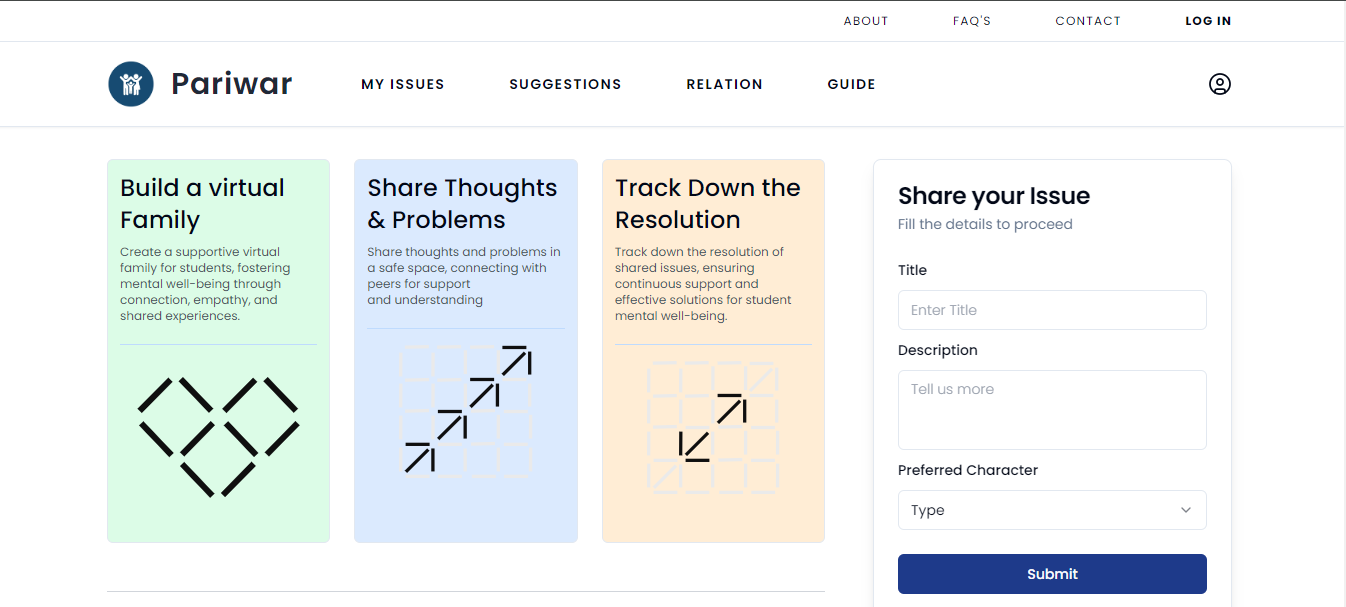 ABOUT
FAQ'S
CONTACT
LOG IN
Pariwar
MY ISSUES
SUGGESTIONS
RELATION
GUIDE
Build a virtual
Family
Create a supportive virtual
family for students, fostering
mental well-being through
connection, empathy, and
shared experiences.
Share Thoughts
& Problems
Share thoughts and problems in
a safe space, connecting with
peers for support
and understanding
Track Down the
Resolution
Track down the resolution of
shared issues, ensuring
continuous support and
effective solutions for student
mental well-being.
Share your Issue
Fill the details to proceed
Title
Enter Title
Description
Tell us more
Preferred Character
Type
Submit